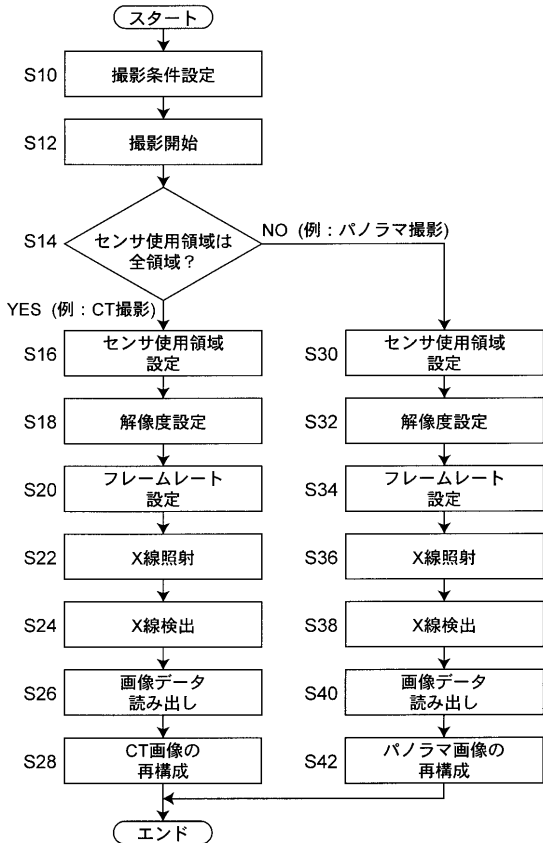 スタート
S10
撮影条件設定
S12
撮影開始
S14
センサ使用領域は
全領域？
NO (例：パノラマ撮影)
YES (例：CT撮影)
S16
センサ使用領域
設定
S18
解像度設定
S20
フレームレート
設定
S22
X線照射
S24
X線検出
S26
画像データ
読み出し
S28
CT画像の
再構成
S30
センサ使用領域
設定
S32
解像度設定
S34
フレームレート
設定
S36
X線照射
S38
X線検出
S40
画像データ
読み出し
S42
パノラマ画像の
再構成
エンド